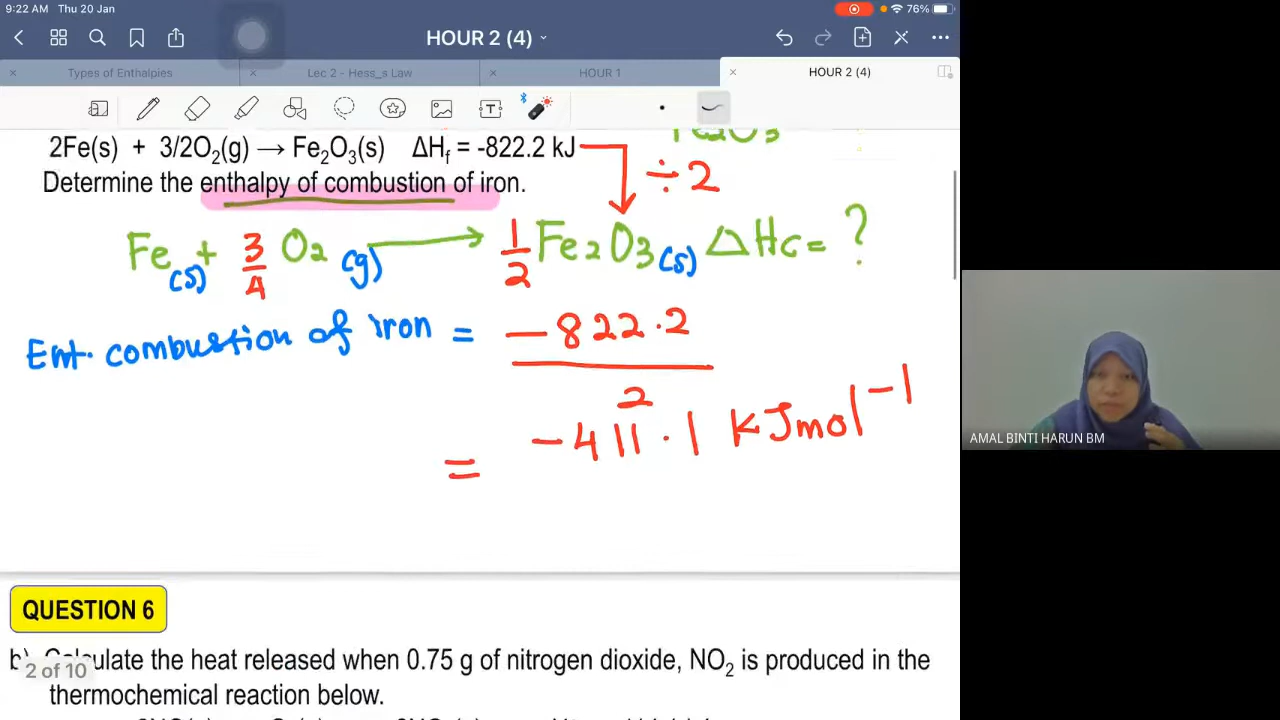 9:22 AM Thu 20 Jan
76%
HOUR 2 (4)
Types of Enthalpies
Lec 2 - Hess_s Law
HOUR 1
HOUR 2 (4)
Fe2O3
2Fe(s) + 3/2O₂(g) → Fe₂O₃(s) ΔHf = -822.2 kJ
÷ 2
Determine the enthalpy of combustion of iron.
Fe(s) + 3/4 O₂(g) → 1/2 Fe₂O₃(s) ΔHc = ?
Ent. combustion of iron = -822.2
2
= -411.1 kJmol⁻¹
AMAL BINTI HARUN BM
QUESTION 6
b) Calculate the heat released when 0.75 g of nitrogen dioxide, NO₂ is produced in the
2 of 10
thermochemical reaction below.